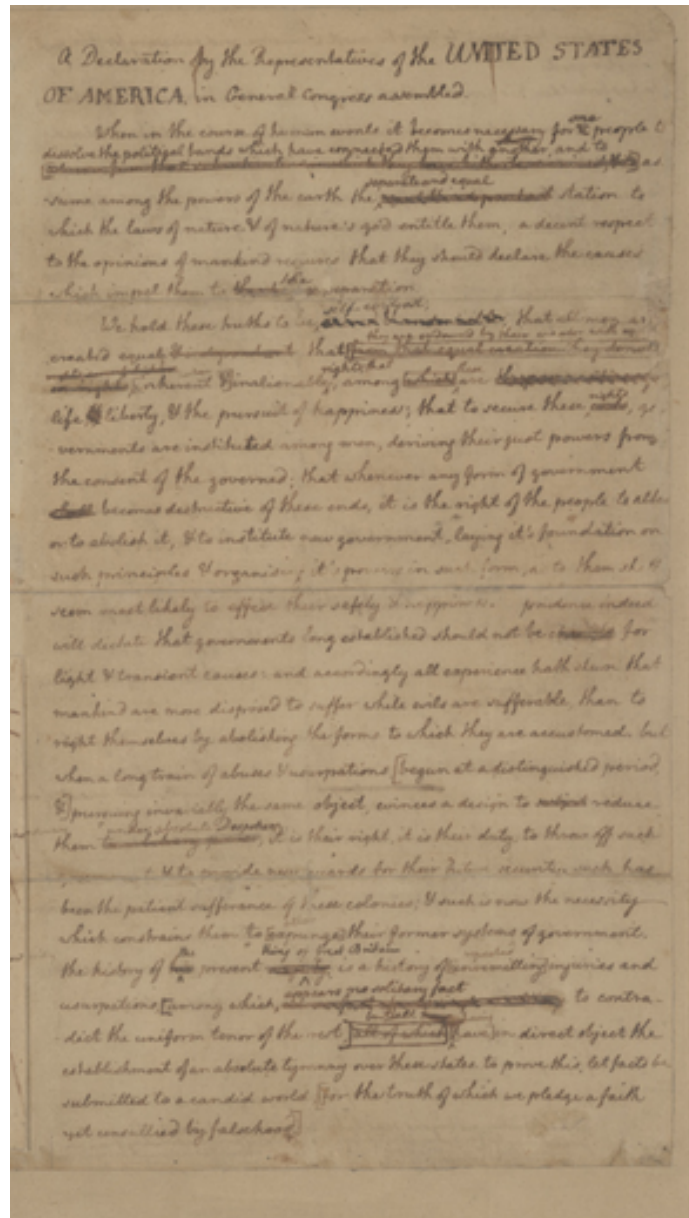 A Declaration by the Representatives of the UNITED STATES
OF AMERICA, in General Congress assembled.
When in the course of human events it becomes necessary for one people to
dissolve the political bands which have connected them with another, and to
as
sume among the powers of the earth the separate and equal station to
which the laws of nature & of nature's god entitle them, a decent respect
to the opinions of mankind requires that they should declare the causes
which impel them to the separation.
We hold these truths to be self-evident; that all men are
created equal & independent that they are endowed by their creator with
from that equal creation they derive
rights that
inherent & inalienable, among which these are
life, & liberty, & the pursuit of happiness; that to secure these rights, go
vernments are instituted among men, deriving their just powers from
the consent of the governed; that whenever any form of government
shall becomes destructive of these ends, it is the right of the people to alter
or to abolish it, & to institute new government, laying it's foundation on
such principles & organising it's powers in such form, as to them shall
seem most likely to effect their safety & happiness. prudence indeed
will dictate that governments long established should not be changed for
light & transient causes: and accordingly all experience hath shewn that
mankind are more disposed to suffer while evils are sufferable, than to
right themselves by abolishing the forms to which they are accustomed. but
when a long train of abuses & usurpations [begun at a distinguished period,
&] pursuing invariably the same object, evinces a design to subject reduce
them under absolute Despotism, it is their right, it is their duty, to throw off such
& to provide new guards for their future security. such has
been the patient sufferance of these colonies; & such is now the necessity
which constrains them to [expunge] their former systems of government.
the history of his the present king of Great Britain is a history of [unremitting] repeated injuries and
usurpations, [among which, appears no solitary fact to contra-
dict the uniform tenor of the rest, but all [all of which] [have] in direct object the
establishment of an absolute tyranny over these states. to prove this, let facts be
submitted to a candid world [for the truth of which we pledge a faith
yet unsullied by falsehood]